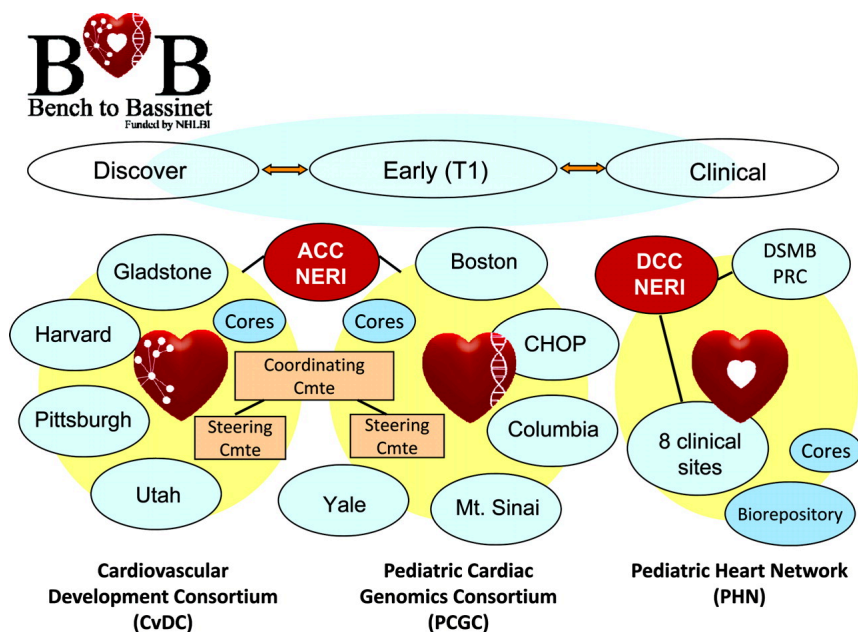 B B
Bench to Bassinet
Funded by NHLBI
Discover
Early (T1)
Clinical
Gladstone
Harvard
Pittsburgh
Utah
Cores
ACC
NERI
Coordinating
Cmte
Steering
Cmte
Steering
Cmte
Cores
Boston
CHOP
Columbia
Mt. Sinai
Yale
DCC
NERI
DSMB
PRC
8 clinical
sites
Cores
Biorepository
Cardiovascular
Development Consortium
(CvDC)
Pediatric Cardiac
Genomics Consortium
(PCGC)
Pediatric Heart Network
(PHN)